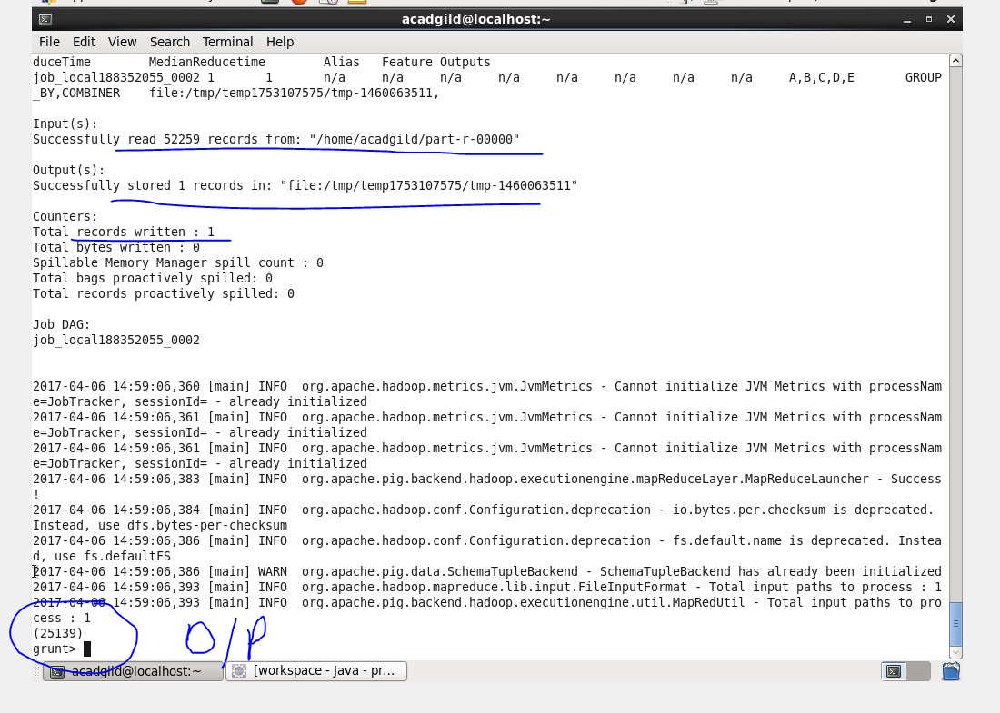 acadgild@localhost:~
File Edit View Search Terminal Help
duceTime MedianReducetime Alias Feature Outputs
job_local188352055_0002 1 1 n/a n/a n/a n/a n/a n/a n/a n/a A,B,C,D,E GROUP
_BY,COMBINER file:/tmp/temp1753107575/tmp-1460063511,
Input(s):
Successfully read 52259 records from: "/home/acadgild/part-r-00000"
Output(s):
Successfully stored 1 records in: "file:/tmp/temp1753107575/tmp-1460063511"
Counters:
Total records written : 1
Total bytes written : 0
Spillable Memory Manager spill count : 0
Total bags proactively spilled: 0
Total records proactively spilled: 0
Job DAG:
job_local188352055_0002
2017-04-06 14:59:06,360 [main] INFO org.apache.hadoop.metrics.jvm.JvmMetrics - Cannot initialize JVM Metrics with processNam
e=JobTracker, sessionId= - already initialized
2017-04-06 14:59:06,361 [main] INFO org.apache.hadoop.metrics.jvm.JvmMetrics - Cannot initialize JVM Metrics with processNam
e=JobTracker, sessionId= - already initialized
2017-04-06 14:59:06,361 [main] INFO org.apache.hadoop.metrics.jvm.JvmMetrics - Cannot initialize JVM Metrics with processNam
e=JobTracker, sessionId= - already initialized
2017-04-06 14:59:06,383 [main] INFO org.apache.pig.backend.hadoop.executionengine.mapReduceLayer.MapReduceLauncher - Success
!
2017-04-06 14:59:06,384 [main] INFO org.apache.hadoop.conf.Configuration.deprecation - io.bytes.per.checksum is deprecated.
Instead, use dfs.bytes-per-checksum
2017-04-06 14:59:06,386 [main] INFO org.apache.hadoop.conf.Configuration.deprecation - fs.default.name is deprecated. Instea
d, use fs.defaultFS
2017-04-06 14:59:06,386 [main] WARN org.apache.pig.data.SchemaTupleBackend - SchemaTupleBackend has already been initialized
2017-04-06 14:59:06,393 [main] INFO org.apache.hadoop.mapreduce.lib.input.FileInputFormat - Total input paths to process : 1
2017-04-06 14:59:06,393 [main] INFO org.apache.pig.backend.hadoop.executionengine.util.MapRedUtil - Total input paths to pro
cess : 1
(25139)
O/P
grunt>
acadgild@localhost:~ [workspace - Java - pr...